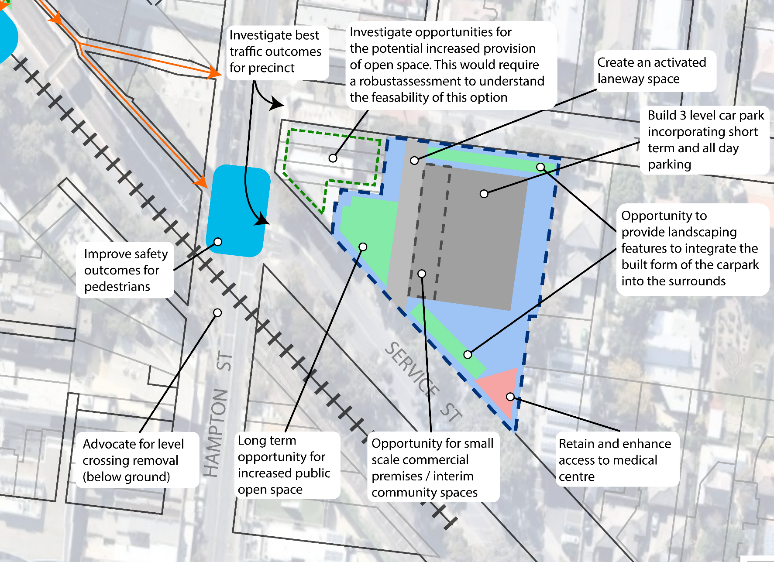 Investigate best
traffic outcomes
for precinct
Investigate opportunities for
the potential increased provision
of open space. This would require
a robustassessment to understand
the feasability of this option
Create an activated
laneway space
Build 3 level car park
incorporating short
term and all day
parking
Opportunity to
provide landscaping
features to integrate the
built form of the carpark
into the surrounds
Improve safety
outcomes for
pedestrians
SERVICE ST
HAMPTON ST
Advocate for level
crossing removal
(below ground)
Long term
opportunity for
increased public
open space
Opportunity for small
scale commercial
premises / interim
community spaces
Retain and enhance
access to medical
centre